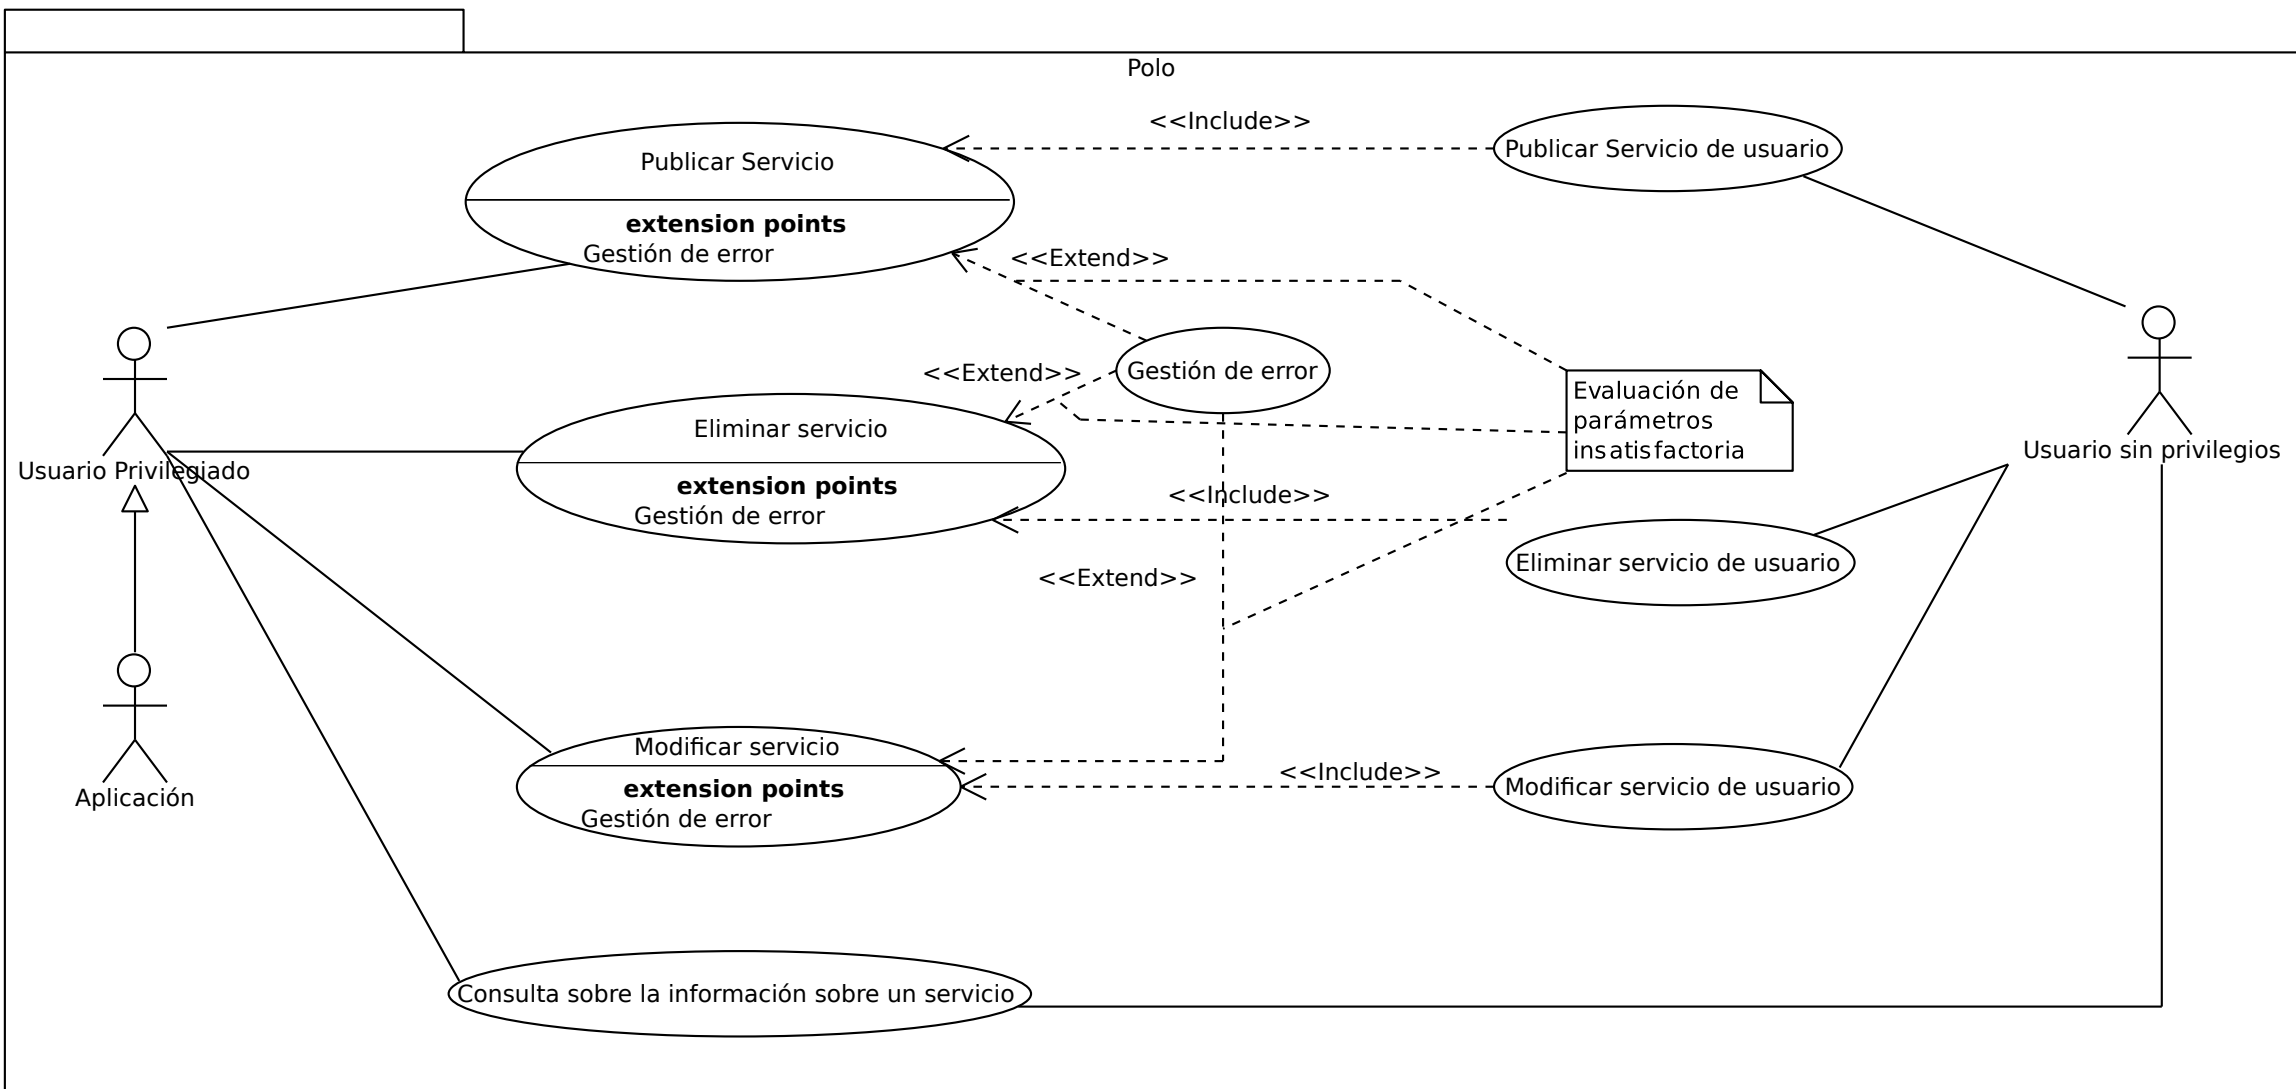 Polo
<<Include>>
Publicar Servicio
Publicar Servicio de usuario
extension points
Gestión de error
<<Extend>>
<<Extend>>
Gestión de error
Evaluación de
parámetros
insatisfactoria
Eliminar servicio
Usuario Privilegiado
Usuario sin privilegios
extension points
Gestión de error
<<Include>>
Eliminar servicio de usuario
<<Extend>>
Modificar servicio
extension points
Gestión de error
<<Include>>
Modificar servicio de usuario
Aplicación
Consulta sobre la información sobre un servicio